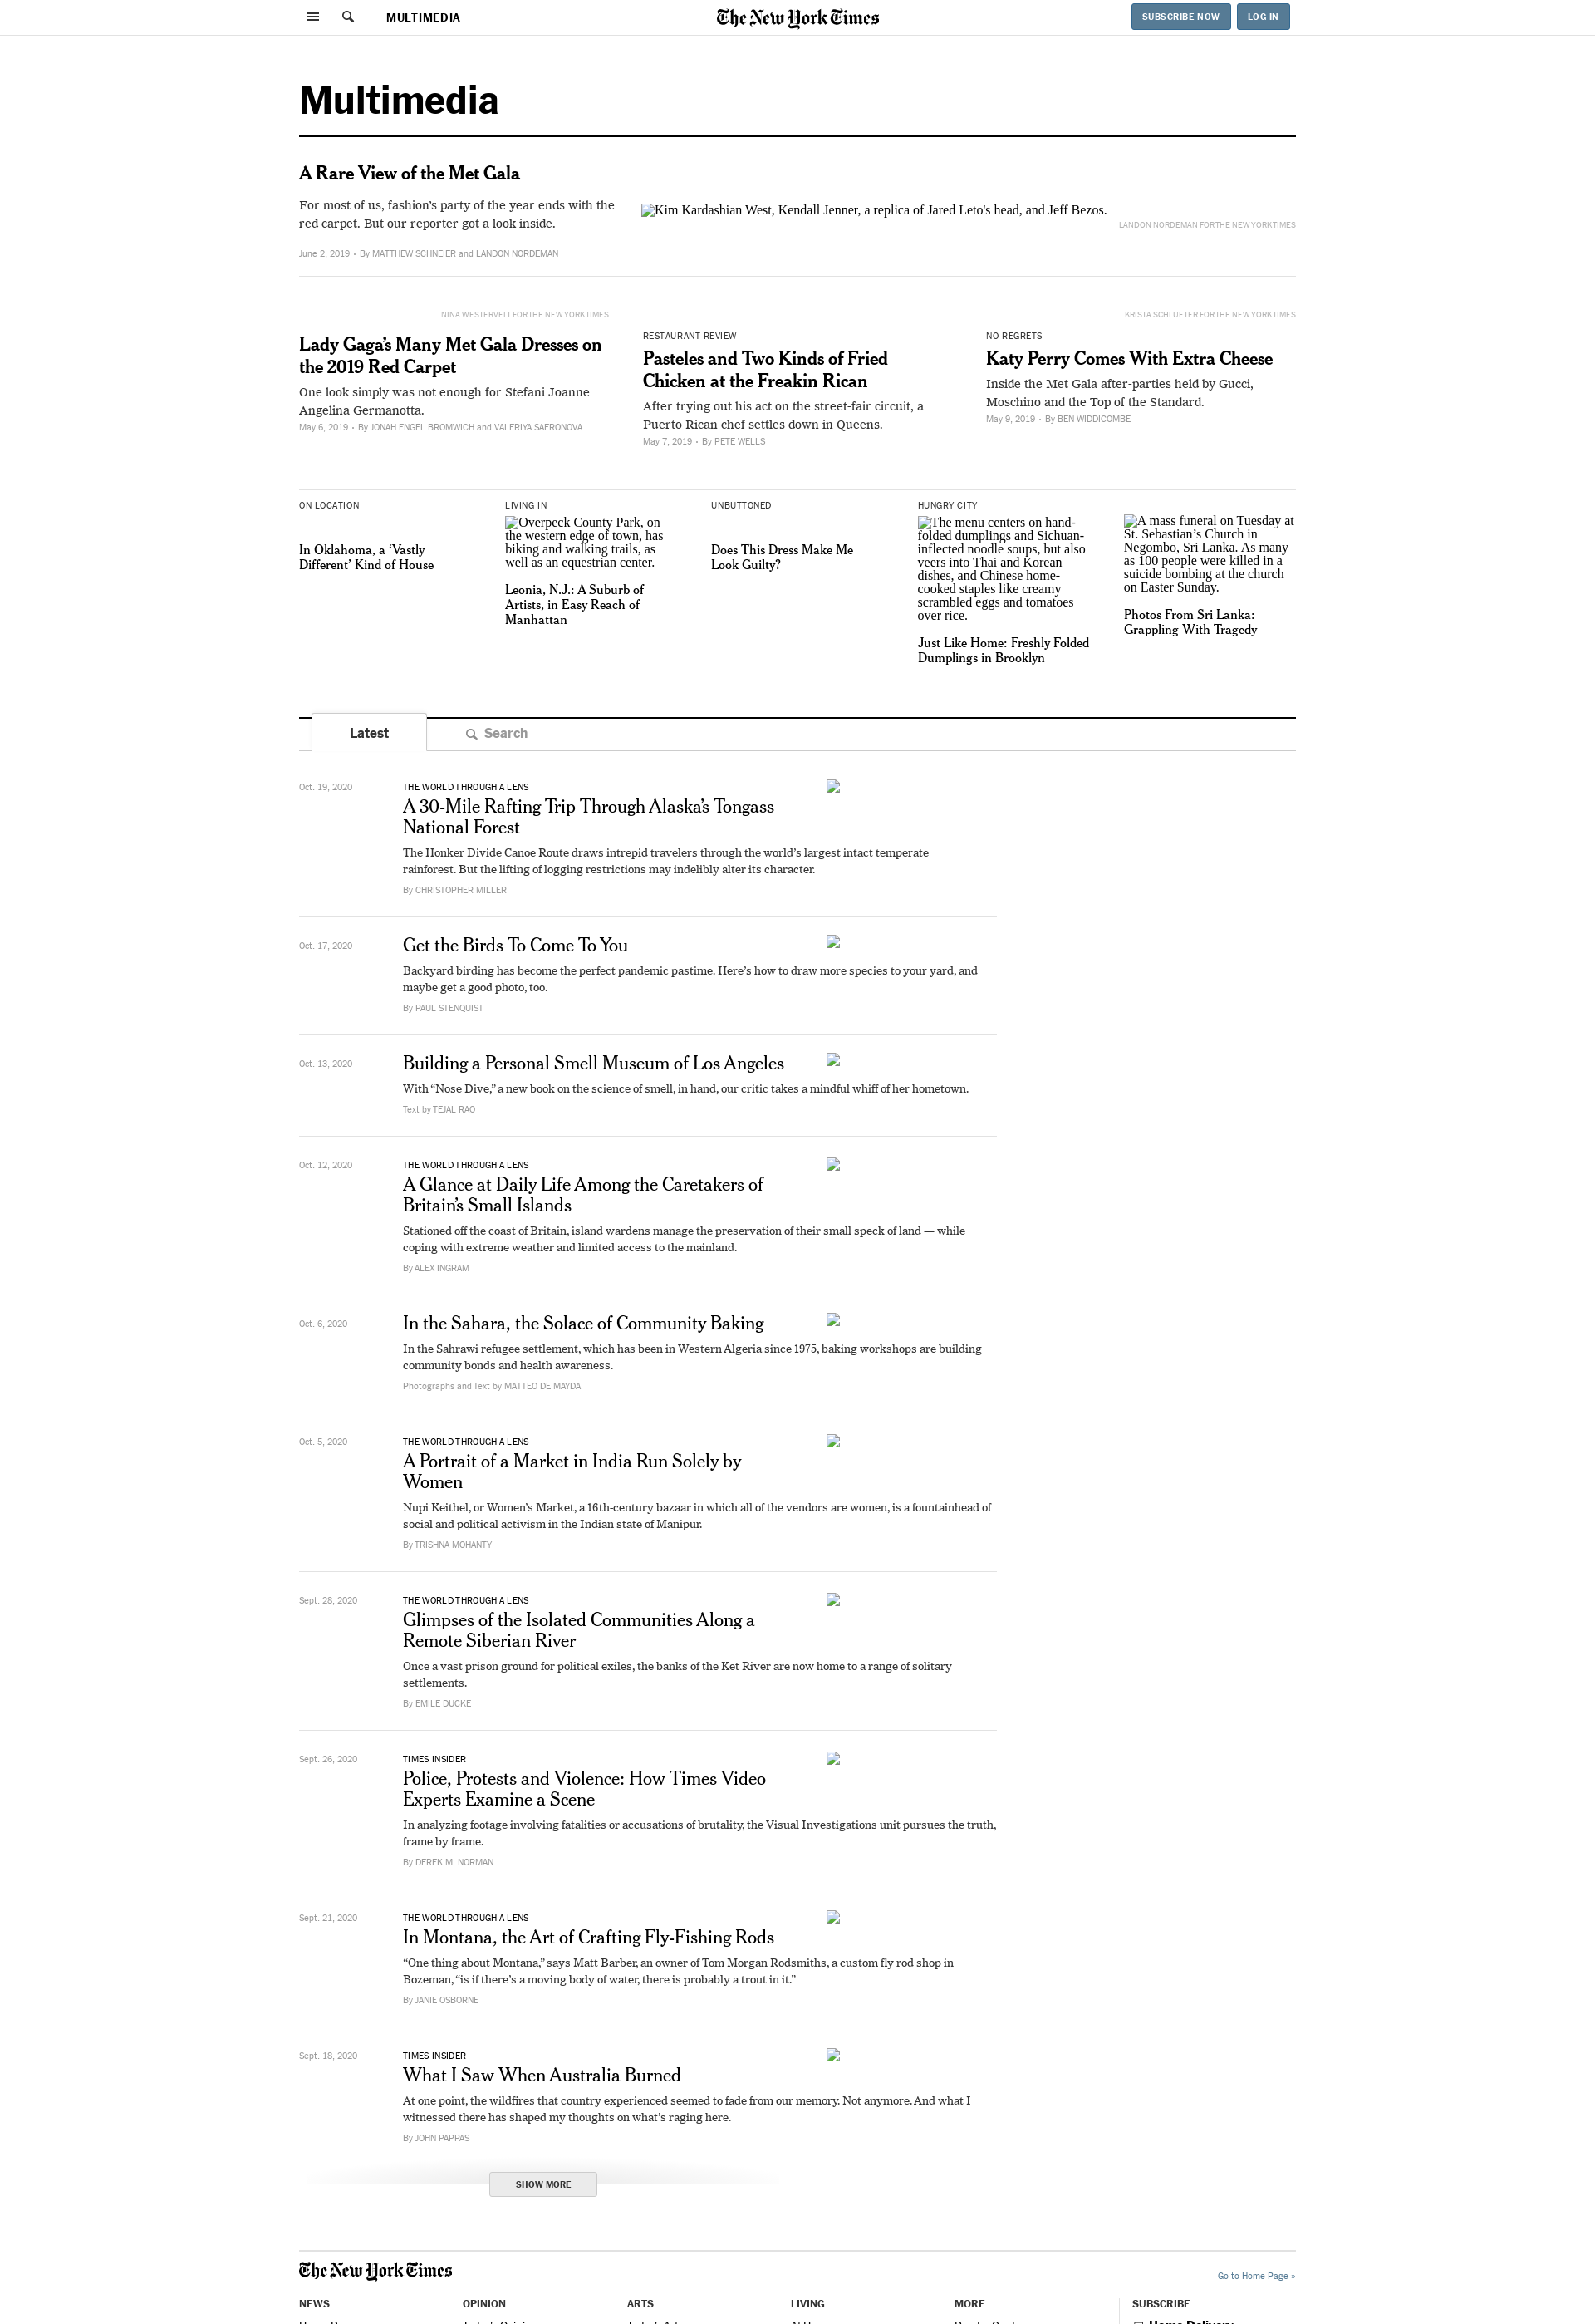 MULTIMEDIA
The New York Times
SUBSCRIBE NOW
LOG IN
Multimedia
A Rare View of the Met Gala
For most of us, fashion's party of the year ends with the
red carpet. But our reporter got a look inside.
June 2, 2019 • By MATTHEW SCHNEIER and LANDON NORDEMAN
Kim Kardashian West, Kendall Jenner, a replica of Jared Leto's head, and Jeff Bezos.
LANDON NORDEMAN FOR THE NEW YORK TIMES
NINA WESTERVELT FOR THE NEW YORK TIMES
Lady Gaga’s Many Met Gala Dresses on
the 2019 Red Carpet
One look simply was not enough for Stefani Joanne
Angelina Germanotta.
May 6, 2019 • By JONAH ENGEL BROMWICH and VALERIYA SAFRONOVA
RESTAURANT REVIEW
Pasteles and Two Kinds of Fried
Chicken at the Freakin Rican
After trying out his act on the street-fair circuit, a
Puerto Rican chef settles down in Queens.
May 7, 2019 • By PETE WELLS
KRISTA SCHLUETER FOR THE NEW YORK TIMES
NO REGRETS
Katy Perry Comes With Extra Cheese
Inside the Met Gala after-parties held by Gucci,
Moschino and the Top of the Standard.
May 9, 2019 • By BEN WIDDICOMBE
ON LOCATION
In Oklahoma, a ‘Vastly
Different’ Kind of House
LIVING IN
Overpeck County Park, on
the western edge of town, has
biking and walking trails, as
well as an equestrian center.
Leonia, N.J.: A Suburb of
Artists, in Easy Reach of
Manhattan
UNBUTTONED
Does This Dress Make Me
Look Guilty?
HUNGRY CITY
The menu centers on hand-
folded dumplings and Sichuan-
inflected noodle soups, but also
veers into Thai and Korean
dishes, and Chinese home-
cooked staples like creamy
scrambled eggs and tomatoes
over rice.
Just Like Home: Freshly Folded
Dumplings in Brooklyn
A mass funeral on Tuesday at
St. Sebastian’s Church in
Negombo, Sri Lanka. As many
as 100 people were killed in a
suicide bombing at the church
on Easter Sunday.
Photos From Sri Lanka:
Grappling With Tragedy
Latest
Search
Oct. 19, 2020
THE WORLD THROUGH A LENS
A 30-Mile Rafting Trip Through Alaska’s Tongass
National Forest
The Honker Divide Canoe Route draws intrepid travelers through the world’s largest intact temperate
rainforest. But the lifting of logging restrictions may indelibly alter its character.
By CHRISTOPHER MILLER
Oct. 17, 2020
Get the Birds To Come To You
Backyard birding has become the perfect pandemic pastime. Here’s how to draw more species to your yard, and
maybe get a good photo, too.
By PAUL STENQUIST
Oct. 13, 2020
Building a Personal Smell Museum of Los Angeles
With “Nose Dive,” a new book on the science of smell, in hand, our critic takes a mindful whiff of her hometown.
Text by TEJAL RAO
Oct. 12, 2020
THE WORLD THROUGH A LENS
A Glance at Daily Life Among the Caretakers of
Britain’s Small Islands
Stationed off the coast of Britain, island wardens manage the preservation of their small speck of land — while
coping with extreme weather and limited access to the mainland.
By ALEX INGRAM
Oct. 6, 2020
In the Sahara, the Solace of Community Baking
In the Sahrawi refugee settlement, which has been in Western Algeria since 1975, baking workshops are building
community bonds and health awareness.
Photographs and Text by MATTEO DE MAYDA
Oct. 5, 2020
THE WORLD THROUGH A LENS
A Portrait of a Market in India Run Solely by
Women
Nupi Keithel, or Women’s Market, a 16th-century bazaar in which all of the vendors are women, is a fountainhead of
social and political activism in the Indian state of Manipur.
By TRISHNA MOHANTY
Sept. 28, 2020
THE WORLD THROUGH A LENS
Glimpses of the Isolated Communities Along a
Remote Siberian River
Once a vast prison ground for political exiles, the banks of the Ket River are now home to a range of solitary
settlements.
By EMILE DUCKE
Sept. 26, 2020
TIMES INSIDER
Police, Protests and Violence: How Times Video
Experts Examine a Scene
In analyzing footage involving fatalities or accusations of brutality, the Visual Investigations unit pursues the truth,
frame by frame.
By DEREK M. NORMAN
Sept. 21, 2020
THE WORLD THROUGH A LENS
In Montana, the Art of Crafting Fly-Fishing Rods
“One thing about Montana,” says Matt Barber, an owner of Tom Morgan Rodsmiths, a custom fly rod shop in
Bozeman, “is if there’s a moving body of water, there is probably a trout in it.”
By JANIE OSBORNE
Sept. 18, 2020
TIMES INSIDER
What I Saw When Australia Burned
At one point, the wildfires that country experienced seemed to fade from our memory. Not anymore. And what I
witnessed there has shaped my thoughts on what’s raging here.
By JOHN PAPPAS
SHOW MORE
The New York Times
Go to Home Page »
NEWS
OPINION
ARTS
LIVING
MORE
SUBSCRIBE